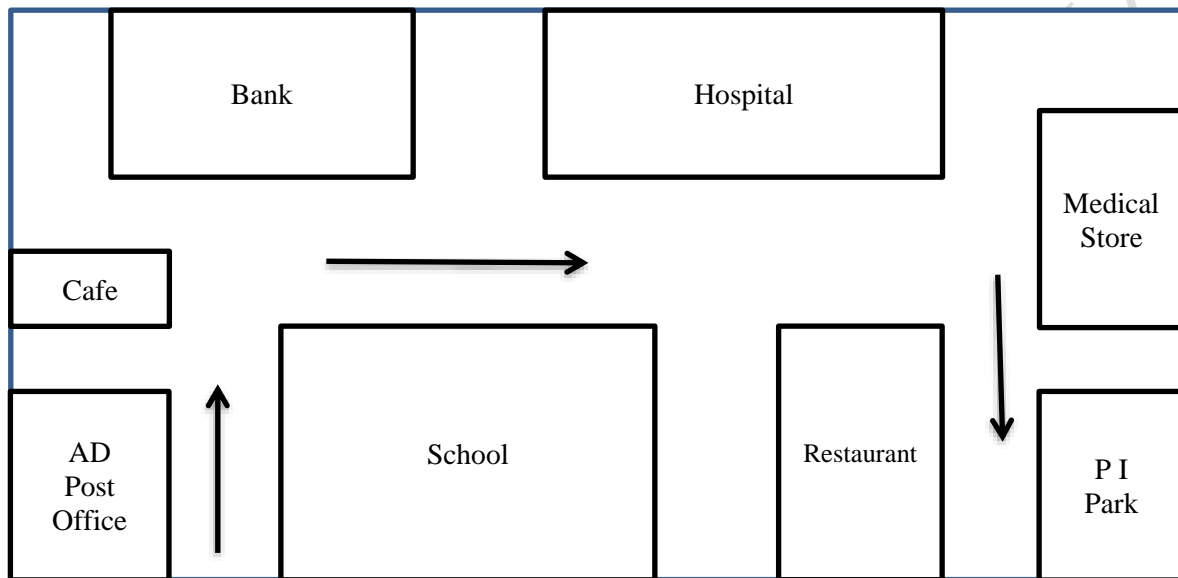 Bank
Hospital
Medical
Store
Cafe
AD
Post
Office
School
Restaurant
P I
Park